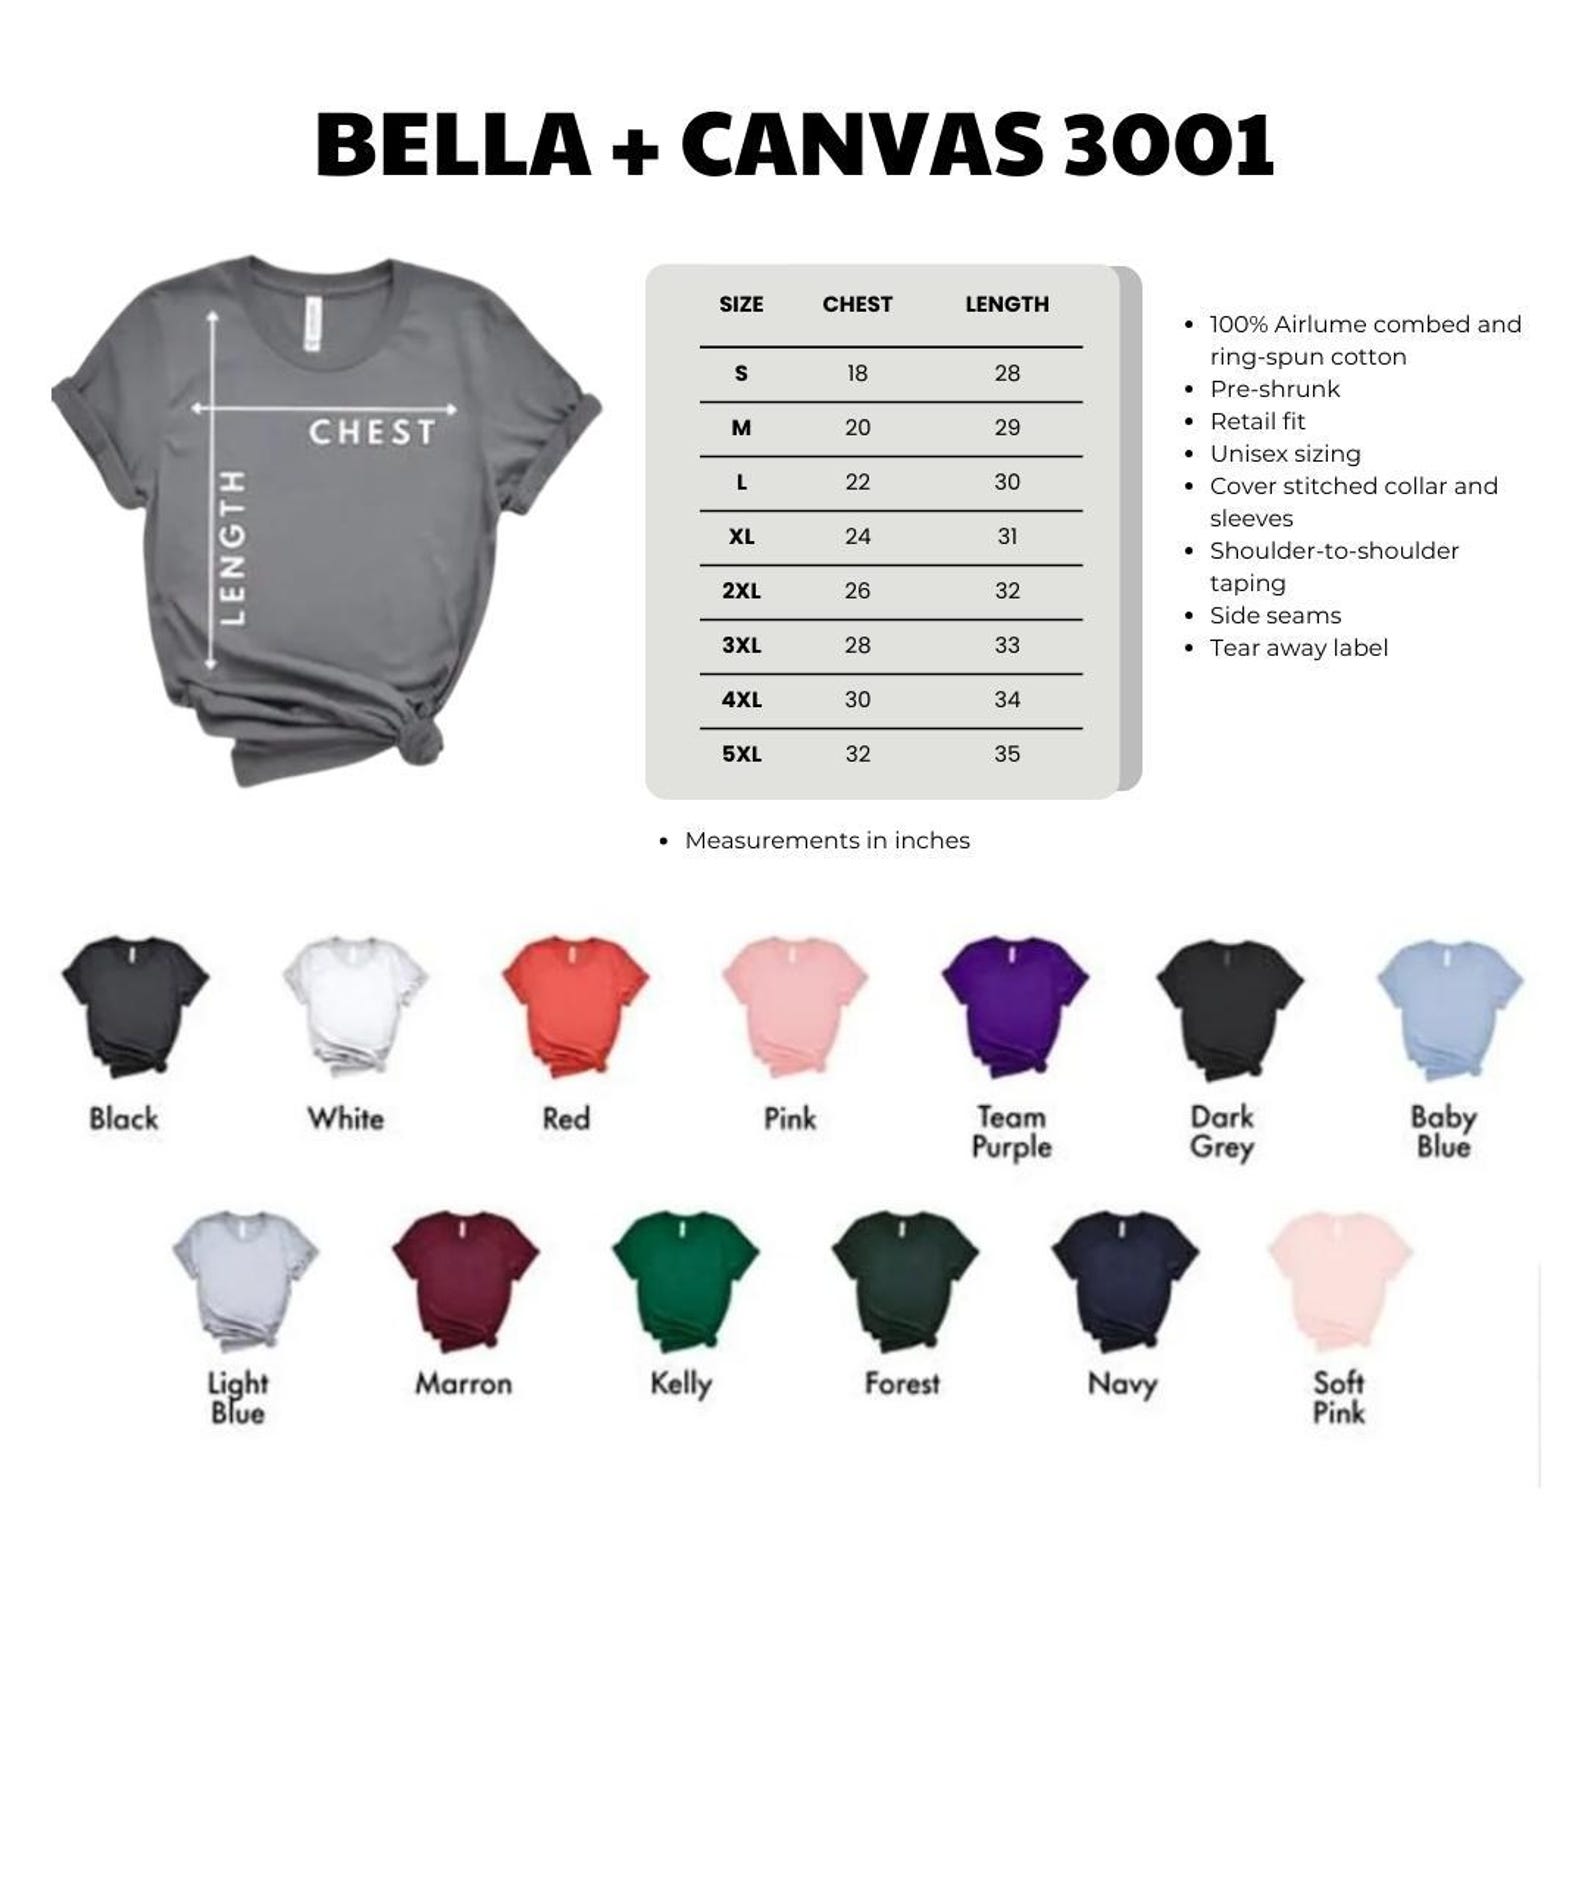 BELLA + CANVAS 3001
CHEST
LENGTH
SIZE CHEST LENGTH
S 18 28
M 20 29
L 22 30
XL 24 31
2XL 26 32
3XL 28 33
4XL 30 34
5XL 32 35
• Measurements in inches
• 100% Airlume combed and
ring-spun cotton
• Pre-shrunk
• Retail fit
• Unisex sizing
• Cover stitched collar and
sleeves
• Shoulder-to-shoulder
taping
• Side seams
• Tear away label
Black
White
Red
Pink
Team
Purple
Dark
Grey
Baby
Blue
Light
Blue
Marron
Kelly
Forest
Navy
Soft
Pink